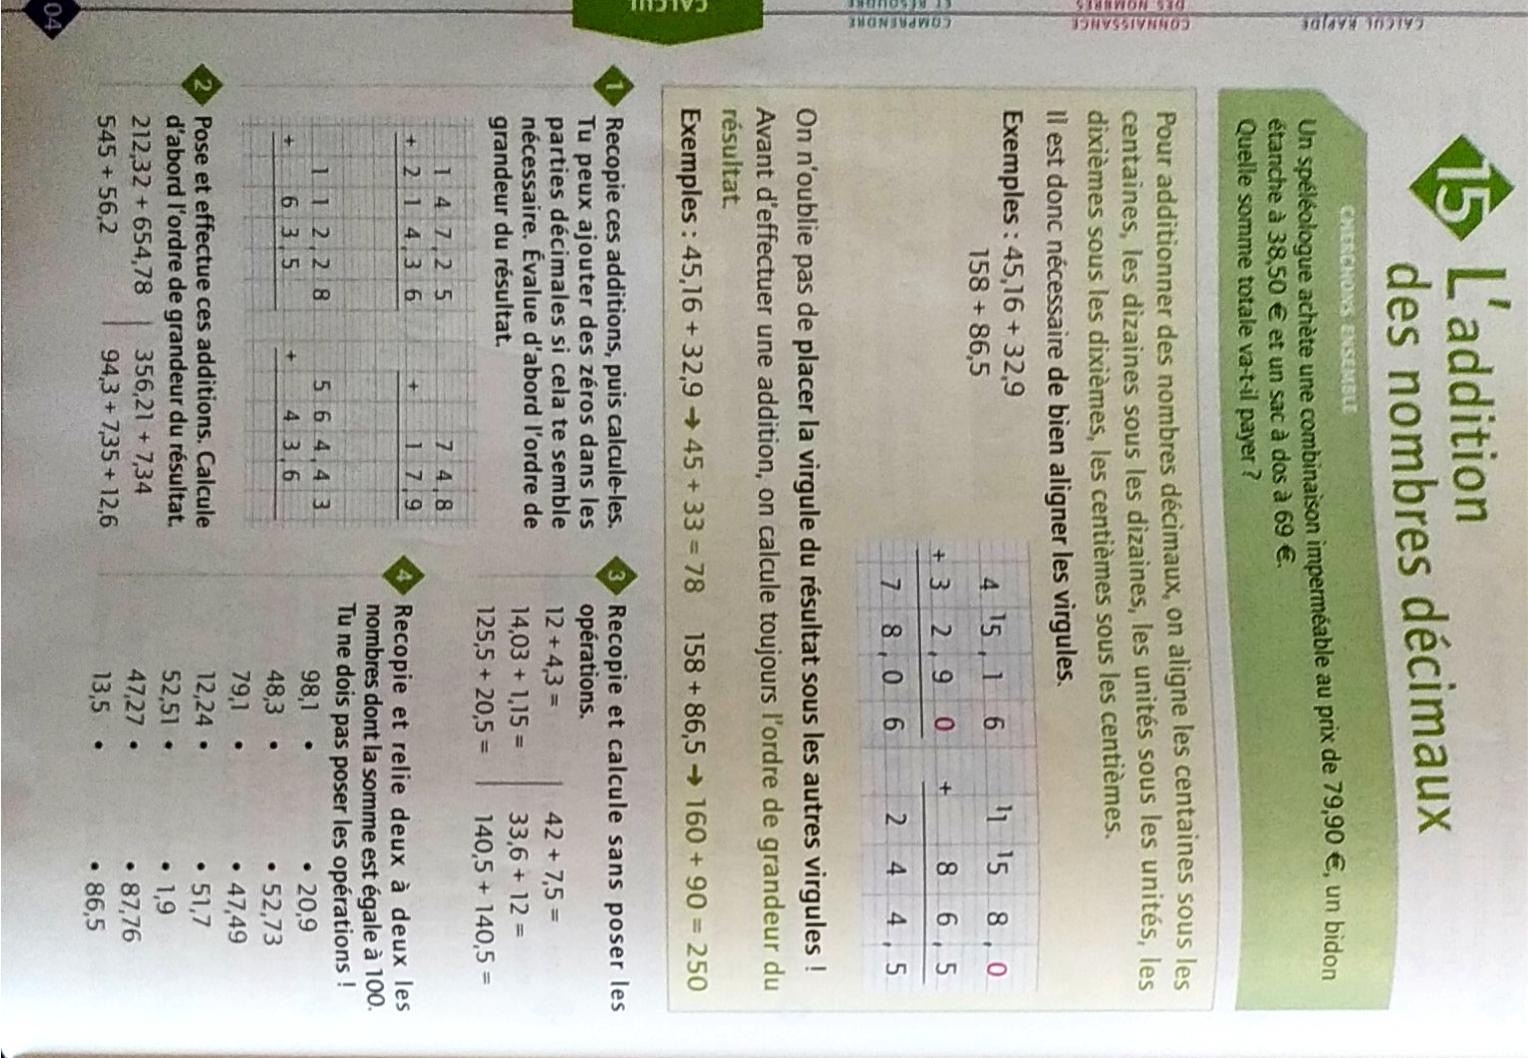 CALCUL RAPIDE
CONNAISSANCE
DES NOMBRES
COMPRENDRE
ET RÉSOUDRE
CALCUL
15 L'addition
des nombres décimaux
CHERCHONS ENSEMBLE
Un spéléologue achète une combinaison imperméable au prix de 79,90 €, un bidon
étanche à 38,50 € et un sac à dos à 69 €.
Quelle somme totale va-t-il payer ?
Pour additionner des nombres décimaux, on aligne les centaines sous les
centaines, les dizaines sous les dizaines, les unités sous les unités, les
dixièmes sous les dixièmes, les centièmes sous les centièmes.
Il est donc nécessaire de bien aligner les virgules.
Exemples : 45,16 + 32,9
158 + 86,5
4 ¹5,1 6
+ 3 2,9 0
7 8,0 6
¹1 ¹5 8,0
+ 8 6,5
2 4 4,5
On n'oublie pas de placer la virgule du résultat sous les autres virgules !
Avant d'effectuer une addition, on calcule toujours l'ordre de grandeur du
résultat.
Exemples : 45,16 + 32,9 → 45 + 33 = 78 158 + 86,5 → 160 + 90 = 250
1 Recopie ces additions, puis calcule-les.
Tu peux ajouter des zéros dans les
parties décimales si cela te semble
nécessaire. Évalue d'abord l'ordre de
grandeur du résultat.
1 4 7,2 5
+ 2 1 4,3 6
7 4,8
+ 1 7,9
1 1 2,2 8
+ 6 3,5
5 6 4,4 3
+ 4 3,6
2 Pose et effectue ces additions. Calcule
d'abord l'ordre de grandeur du résultat.
212,32 + 654,78 | 356,21 + 7,34
545 + 56,2 | 94,3 + 7,35 + 12,6
3 Recopie et calcule sans poser les
opérations.
12 + 4,3 = | 42 + 7,5 =
14,03 + 1,15 = | 33,6 + 12 =
125,5 + 20,5 = | 140,5 + 140,5 =
4 Recopie et relie deux à deux les
nombres dont la somme est égale à 100.
Tu ne dois pas poser les opérations !
98,1 • • 20,9
48,3 • • 52,73
79,1 • • 47,49
12,24 • • 51,7
52,51 • • 1,9
47,27 • • 87,76
13,5 • • 86,5
04